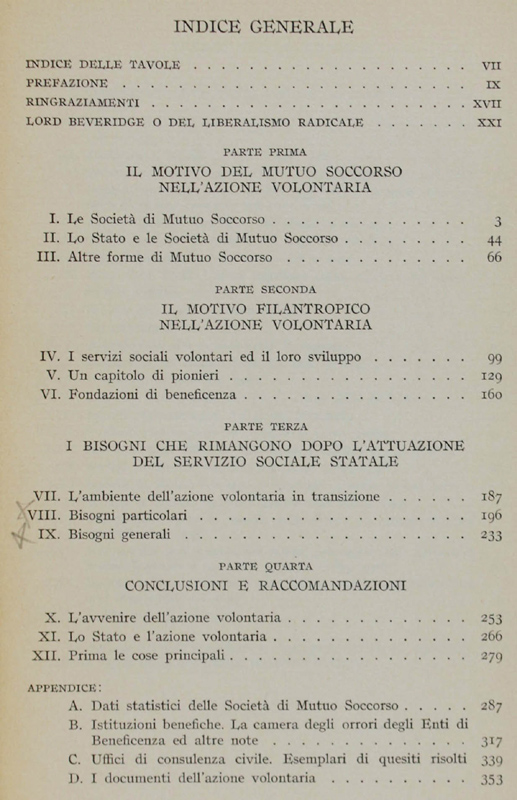 INDICE GENERALE
INDICE DELLE TAVOLE . . . . . . . . . . . . . . . . . . . . VII
PREFAZIONE . . . . . . . . . . . . . . . . . . . . . . . . . IX
RINGRAZIAMENTI . . . . . . . . . . . . . . . . . . . . . . . XVII
LORD BEVERIDGE O DEL LIBERALISMO RADICALE . . . . . . . XXI
PARTE PRIMA
IL MOTIVO DEL MUTUO SOCCORSO
NELL'AZIONE VOLONTARIA
I. Le Società di Mutuo Soccorso . . . . . . . . . . . . . . 3
II. Lo Stato e le Società di Mutuo Soccorso . . . . . . . . . 44
III. Altre forme di Mutuo Soccorso . . . . . . . . . . . . . 66
PARTE SECONDA
IL MOTIVO FILANTROPICO
NELL'AZIONE VOLONTARIA
IV. I servizi sociali volontari ed il loro sviluppo . . . . . . . 99
V. Un capitolo di pionieri . . . . . . . . . . . . . . . . . 129
VI. Fondazioni di beneficenza . . . . . . . . . . . . . . . . 160
PARTE TERZA
I BISOGNI CHE RIMANGONO DOPO L'ATTUAZIONE
DEL SERVIZIO SOCIALE STATALE
VII. L'ambiente dell'azione volontaria in transizione . . . . . . 187
VIII. Bisogni particolari . . . . . . . . . . . . . . . . . . . 196
IX. Bisogni generali . . . . . . . . . . . . . . . . . . . . 233
PARTE QUARTA
CONCLUSIONI E RACCOMANDAZIONI
X. L'avvenire dell'azione volontaria . . . . . . . . . . . . . 253
XI. Lo Stato e l'azione volontaria . . . . . . . . . . . . . . 266
XII. Prima le cose principali . . . . . . . . . . . . . . . . . 279
APPENDICE:
A. Dati statistici delle Società di Mutuo Soccorso . . . . . 287
B. Istituzioni benefiche. La camera degli orrori degli Enti di
Beneficenza ed altre note . . . . . . . . . . . . . . 317
C. Uffici di consulenza civile. Esemplari di quesiti risolti 339
D. I documenti dell'azione volontaria . . . . . . . . . . 353